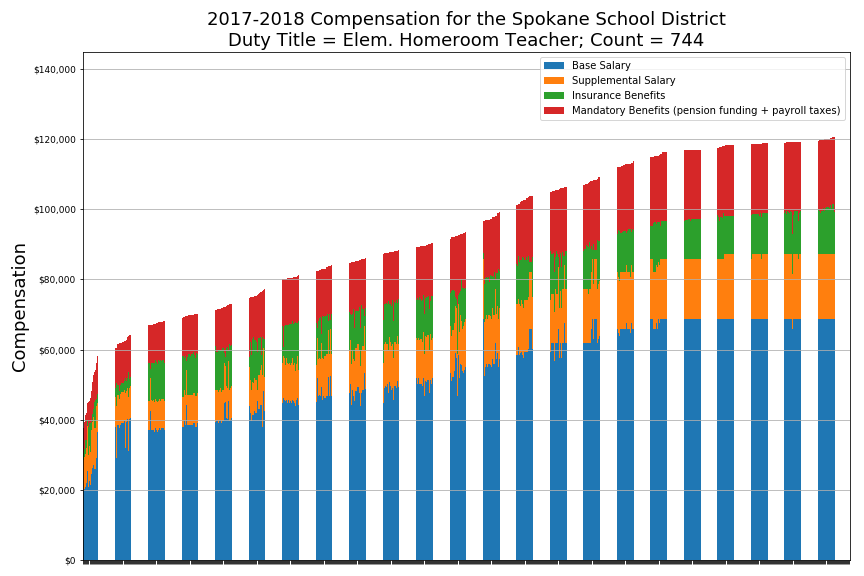 2017-2018 Compensation for the Spokane School District
Duty Title = Elem. Homeroom Teacher; Count = 744
Base Salary
Supplemental Salary
Insurance Benefits
Mandatory Benefits (pension funding + payroll taxes)
$140,000
$120,000
$100,000
$80,000
$60,000
$40,000
$20,000
$0
Compensation